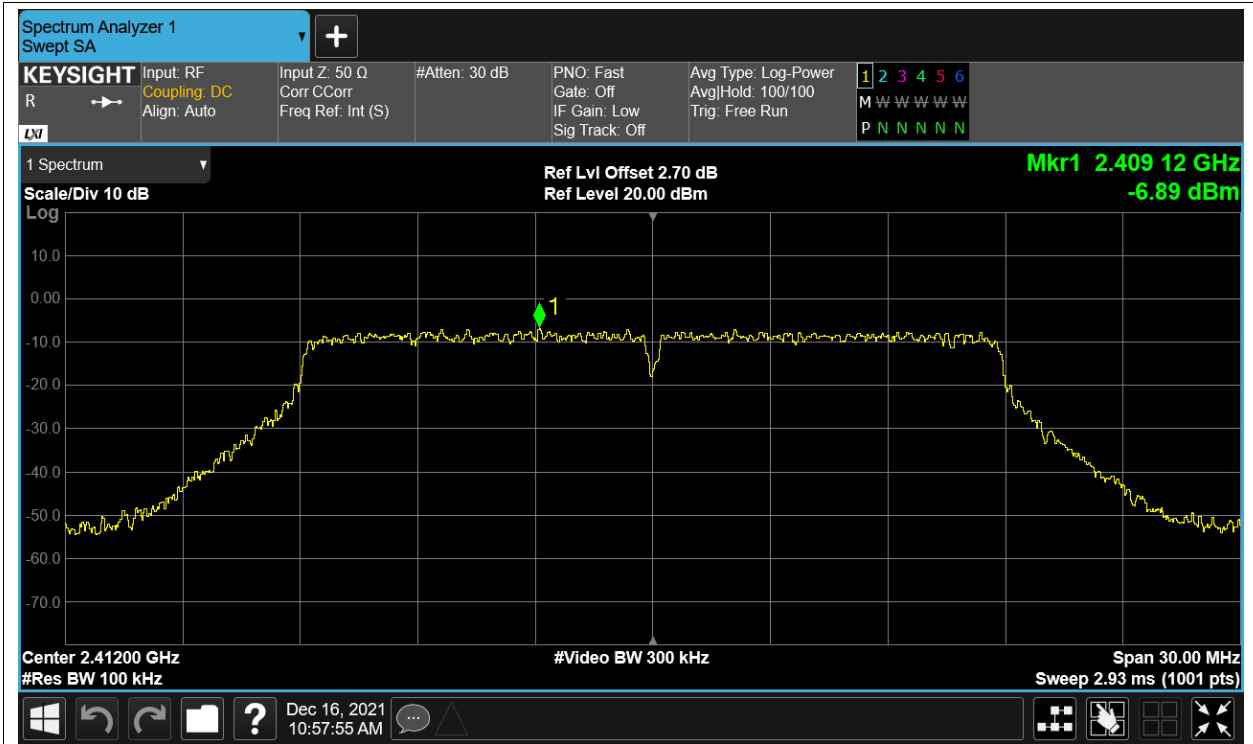 Spectrum Analyzer 1
Swept SA
+
KEYSIGHT
R
LXI
Input: RF
Coupling: DC
Align: Auto
Input Z: 50 Ω
Corr CCorr
Freq Ref: Int (S)
#Atten: 30 dB
PNO: Fast
Gate: Off
IF Gain: Low
Sig Track: Off
Avg Type: Log-Power
Avg|Hold: 100/100
Trig: Free Run
1 2 3 4 5 6
M W W W W W
P N N N N N
1 Spectrum
Scale/Div 10 dB
Log
Ref Lvl Offset 2.70 dB
Ref Level 20.00 dBm
Mkr1 2.409 12 GHz
-6.89 dBm
10.0
0.00
-10.0
-20.0
-30.0
-40.0
-50.0
-60.0
-70.0
1
Center 2.41200 GHz
#Res BW 100 kHz
#Video BW 300 kHz
Span 30.00 MHz
Sweep 2.93 ms (1001 pts)
?
Dec 16, 2021
10:57:55 AM